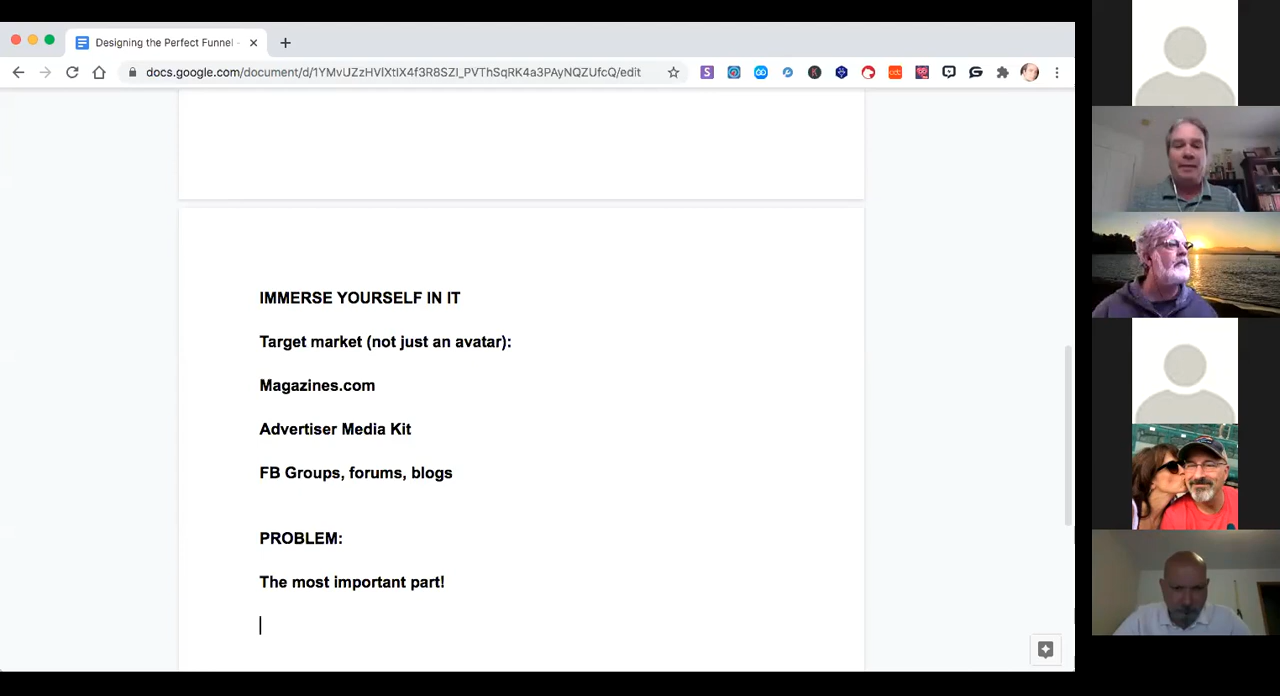 Designing the Perfect Funnel -
docs.google.com/document/d/1YMvUZzHVlXtlX4f3R8SZI_PVThSqRK4a3PAyNQZUfcQ/edit
IMMERSE YOURSELF IN IT
Target market (not just an avatar):
Magazines.com
Advertiser Media Kit
FB Groups, forums, blogs
PROBLEM:
The most important part!